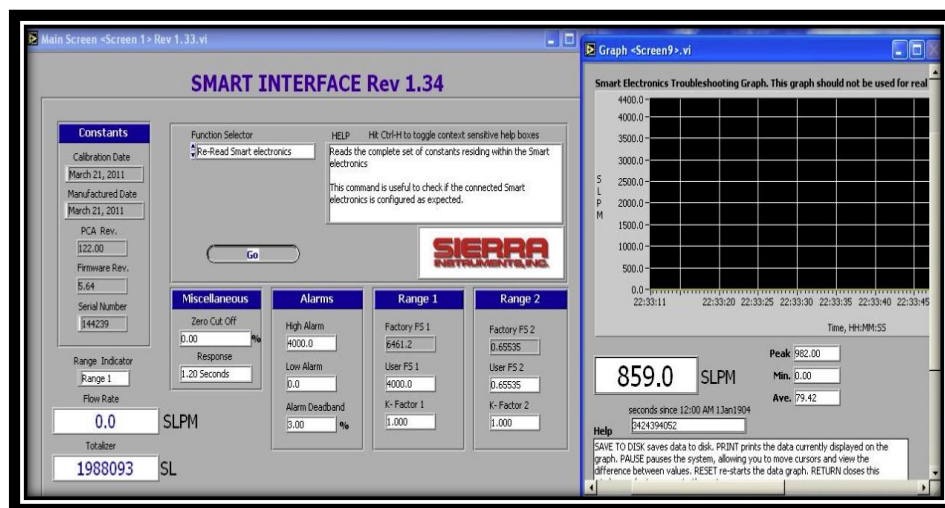 Main Screen <Screen 1> Rev 1.33.vi
SMART INTERFACE Rev 1.34
Constants
Calibration Date
March 21, 2011
Manufactured Date
March 21, 2011
PCA Rev.
122.00
Firmware Rev.
5.64
Serial Number
144239
Range Indicator
Range 1
Flow Rate
0.0 SLPM
Totalizer
1988093 SL
Function Selector
Re-Read Smart electronics
Go
HELP Hit Ctrl-H to toggle context sensitive help boxes
Reads the complete set of constants residing within the Smart
electronics
This command is useful to check if the connected Smart
electronics is configured as expected.
SIERRA
INSTRUMENTS, INC.
Miscellaneous
Zero Cut Off
0.00 %
Response
1.20 Seconds
Alarms
High Alarm
4000.0
Low Alarm
0.0
Alarm Deadband
3.00 %
Range 1
Factory FS 1
6461.2
User FS 1
4000.0
K- Factor 1
1.000
Range 2
Factory FS 2
0.65535
User FS 2
0.65535
K- Factor 2
1.000
Graph <Screen9>.vi
Smart Electronics Troubleshooting Graph. This graph should not be used for real
SLPM
4400.0
4000.0
3500.0
3000.0
2500.0
2000.0
1500.0
1000.0
500.0
0.0
22:33:11 22:33:20 22:33:25 22:33:30 22:33:35 22:33:40 22:33:45
Time, HH:MM:SS
859.0 SLPM
Peak 982.00
Min. 0.00
Ave. 79.42
seconds since 12:00 AM 1Jan1904
3424394052
Help
SAVE TO DISK saves data to disk. PRINT prints the data currently displayed on the
graph. PAUSE pauses the system, allowing you to move cursors and view the
difference between values. RESET re-starts the data graph. RETURN closes this